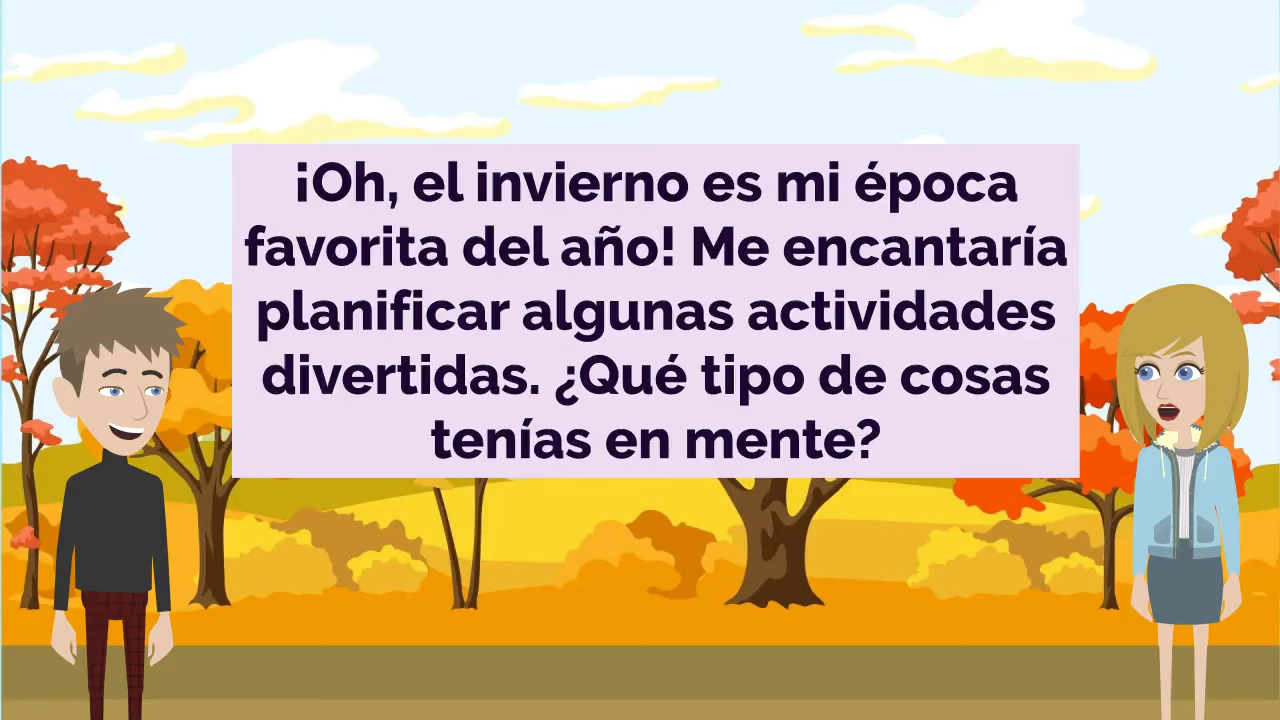 ¡Oh, el invierno es mi época
favorita del año! Me encantaría
planificar algunas actividades
divertidas. ¿Qué tipo de cosas
tenías en mente?